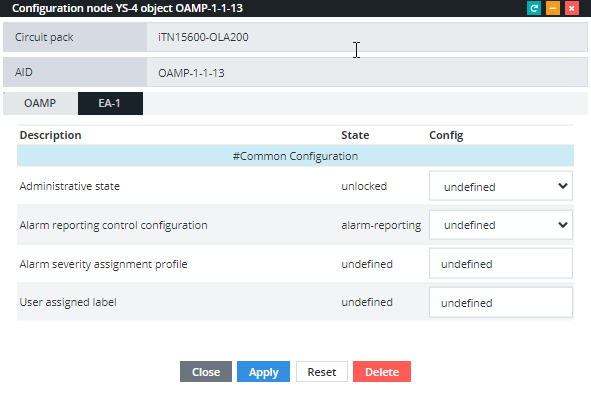 Configuration node YS-4 object OAMP-1-1-13
Circuit pack iTN15600-OLA200
AID OAMP-1-1-13
OAMP EA-1
Description State Config
#Common Configuration
Administrative state unlocked undefined
Alarm reporting control configuration alarm-reporting undefined
Alarm severity assignment profile undefined undefined
User assigned label undefined undefined
Close Apply Reset Delete